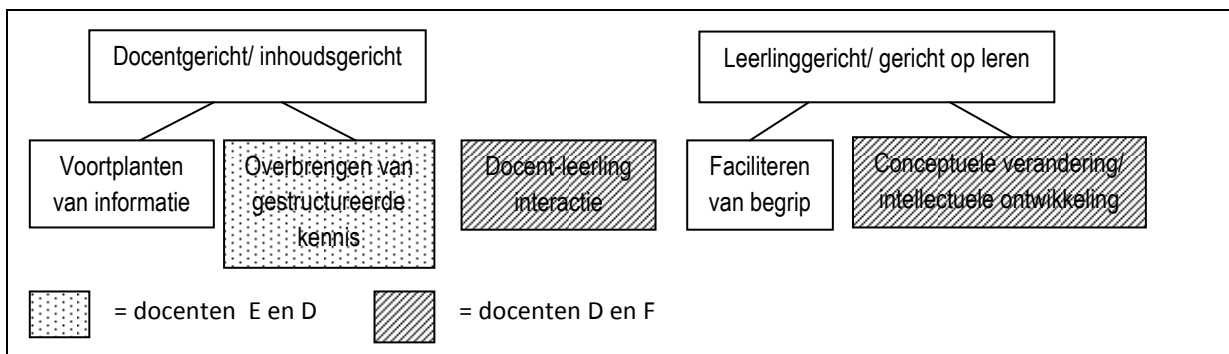 Docentgericht/ inhoudsgericht
Leerlinggericht/ gericht op leren
Voortplanten
van informatie
Overbrengen van
gestructureerde
kennis
Docent-leerling
interactie
Faciliteren
van begrip
Conceptuele verandering/
intellectuele ontwikkeling
= docenten E en D
= docenten D en F